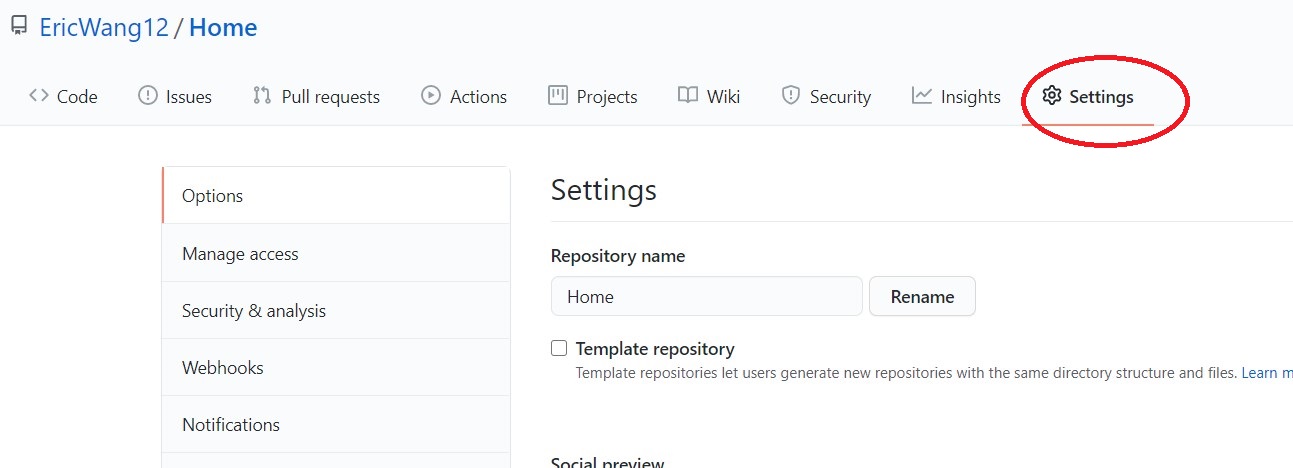 EricWang12 / Home
Code Issues Pull requests Actions Projects Wiki Security Insights Settings
Options
Manage access
Security & analysis
Webhooks
Notifications
Settings
Repository name
Home Rename
Template repository
Template repositories let users generate new repositories with the same directory structure and files. Learn m
Social preview